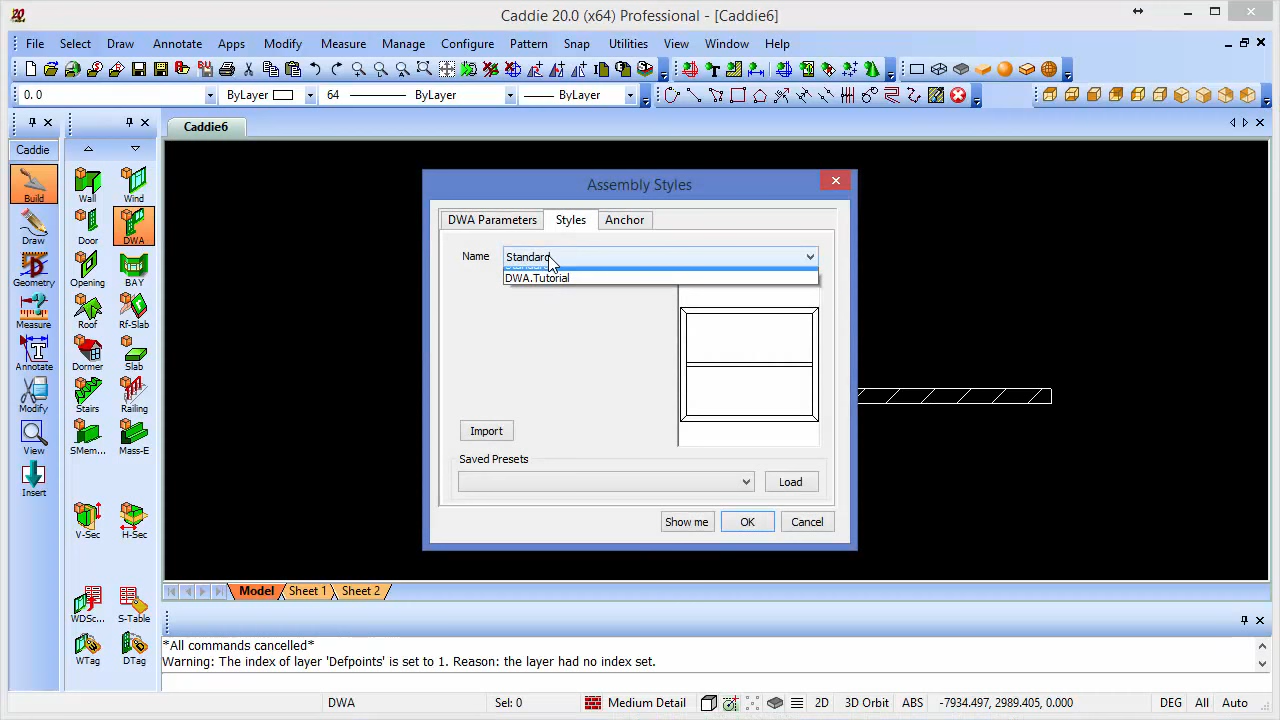 20
Caddie 20.0 (x64) Professional - [Caddie6]
File Select Draw Annotate Apps Modify Measure Manage Configure Pattern Snap Utilities View Window Help
0. 0 ByLayer 64 ByLayer ByLayer
Caddie6
Caddie
Build
Draw
Geometry
Measure
Annotate
Modify
View
Insert
Wall Wind
Door DWA
Opening BAY
Roof Rf-Slab
Dormer Slab
Stairs Railing
SMem... Mass-E
V-Sec H-Sec
WDSc... S-Table
WTag DTag
Assembly Styles
DWA Parameters Styles Anchor
Name Standard
DWA.Tutorial
Import
Saved Presets
Load
Show me OK Cancel
Model Sheet 1 Sheet 2
*All commands cancelled*
Warning: The index of layer 'Defpoints' is set to 1. Reason: the layer had no index set.
DWA Sel: 0 Medium Detail 2D 3D Orbit ABS -7934.497, 2989.405, 0.000 DEG All Auto